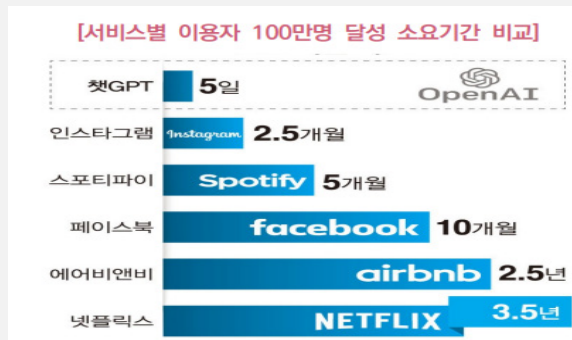 [서비스별 이용자 100만명 달성 소요기간 비교]
챗GPT 5일 OpenAI
인스타그램 Instagram 2.5개월
스포티파이 Spotify 5개월
페이스북 facebook 10개월
에어비앤비 airbnb 2.5년
넷플릭스 NETFLIX 3.5년